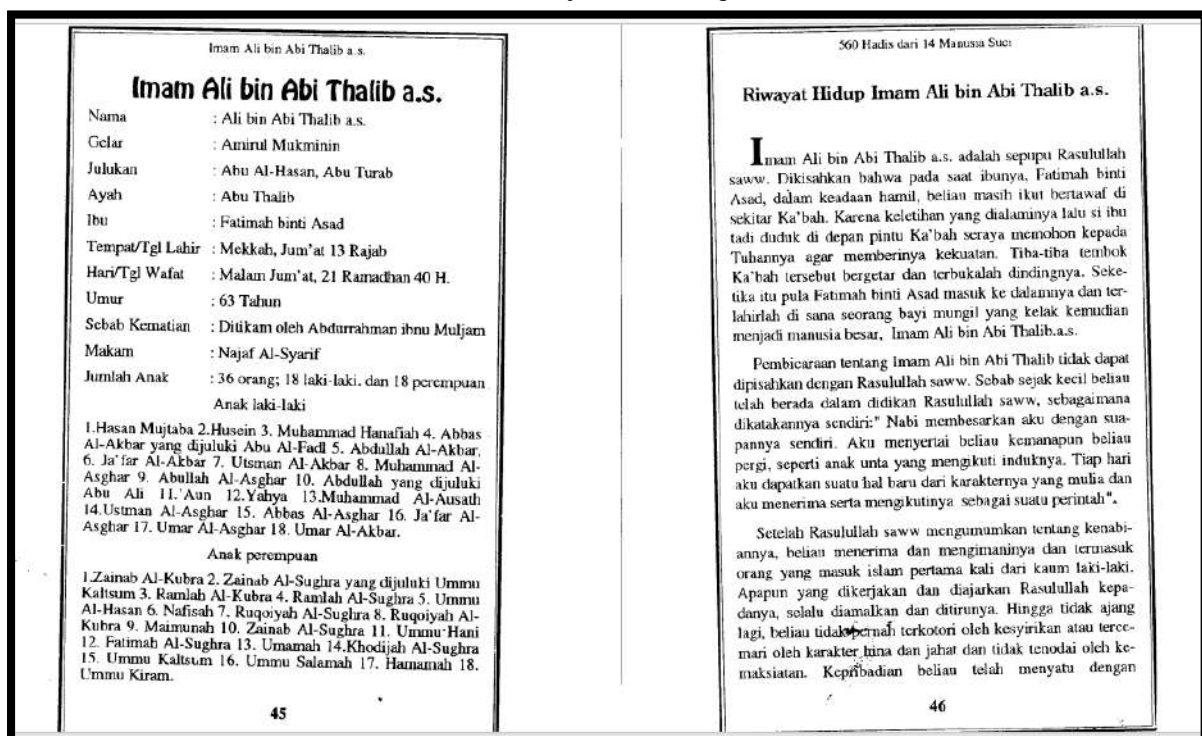 Imam Ali bin Abi Thalib a.s.
Imam Ali bin Abi Thalib a.s.
Nama : Ali bin Abi Thalib a.s.
Gelar : Amirul Mukminin
Julukan : Abu Al-Hasan, Abu Turab
Ayah : Abu Thalib
Ibu : Fatimah binti Asad
Tempat/Tgl Lahir : Mekkah, Jum'at 13 Rajab
Hari/Tgl Wafat : Malam Jum'at, 21 Ramadhan 40 H.
Umur : 63 Tahun
Sebab Kematian : Ditikam oleh Abdurrahman ibnu Muljam
Makam : Najaf Al-Syarif
Jumlah Anak : 36 orang; 18 laki-laki. dan 18 perempuan
Anak laki-laki
1.Hasan Mujtaba 2.Husein 3. Muhammad Hanafiah 4. Abbas
Al-Akbar yang dijuluki Abu Al-Fadl 5. Abdullah Al-Akbar,
6. Ja'far Al-Akbar 7. Utsman Al-Akbar 8. Muhammad Al-
Asghar 9. Abullah Al-Asghar 10. Abdullah yang dijuluki
Abu Ali 11.'Aun 12.Yahya 13.Muhammad Al-Ausath
14.Ustman Al-Asghar 15. Abbas Al-Asghar 16. Ja'far Al-
Asghar 17. Umar Al-Asghar 18. Umar Al-Akbar.
Anak perempuan
1.Zainab Al-Kubra 2. Zainab Al-Sughra yang dijuluki Ummu
Kaltsum 3. Ramlah Al-Kubra 4. Ramlah Al-Sughra 5. Ummu
Al-Hasan 6. Nafisah 7. Ruqoiyah Al-Sughra 8. Ruqoiyah Al-
Kubra 9. Maimunah 10. Zainab Al-Sughra 11. Ummu Hani
12. Fatimah Al-Sughra 13. Umamah 14.Khodijah Al-Sughra
15. Ummu Kaltsum 16. Ummu Salamah 17. Hamamah 18.
Ummu Kiram.
45
560 Hadis dari 14 Manusia Suci
Riwayat Hidup Imam Ali bin Abi Thalib a.s.
Imam Ali bin Abi Thalib a.s. adalah sepupu Rasulullah
saww. Dikisahkan bahwa pada saat ibunya, Fatimah binti
Asad, dalam keadaan hamil, beliau masih ikut bertawaf di
sekitar Ka'bah. Karena keletihan yang dialaminya lalu si ibu
tadi duduk di depan pintu Ka'bah seraya memohon kepada
Tuhannya agar memberinya kekuatan. Tiba-tiba tembok
Ka'bah tersebut bergetar dan terbukalah dindingnya. Seke-
tika itu pula Fatimah binti Asad masuk ke dalamnya dan ter-
lahirlah di sana seorang bayi mungil yang kelak kemudian
menjadi manusia besar, Imam Ali bin Abi Thalib.a.s.
Pembicaraan tentang Imam Ali bin Abi Thalib tidak dapat
dipisahkan dengan Rasulullah saww. Sebab sejak kecil beliau
telah berada dalam didikan Rasulullah saww, sebagaimana
dikatakannya sendiri:" Nabi membesarkan aku dengan sua-
pannya sendiri. Aku menyertai beliau kemanapun beliau
pergi, seperti anak unta yang mengikuti induknya. Tiap hari
aku dapatkan suatu hal baru dari karakternya yang mulia dan
aku menerima serta mengikutinya sebagai suatu perintah".
Setelah Rasulullah saww mengumumkan tentang kenabi-
annya, beliau menerima dan mengimaninya dan termasuk
orang yang masuk islam pertama kali dari kaum laki-laki.
Apapun yang dikerjakan dan diajarkan Rasulullah kepa-
danya, selalu diamalkan dan ditirunya. Hingga tidak ajang
lagi, beliau tidak pernah terkotori oleh kesyirikan atau terce-
mari oleh karakter hina dan jahat dan tidak tenodai oleh ke-
maksiatan. Kepribadian beliau telah menyatu dengan
46